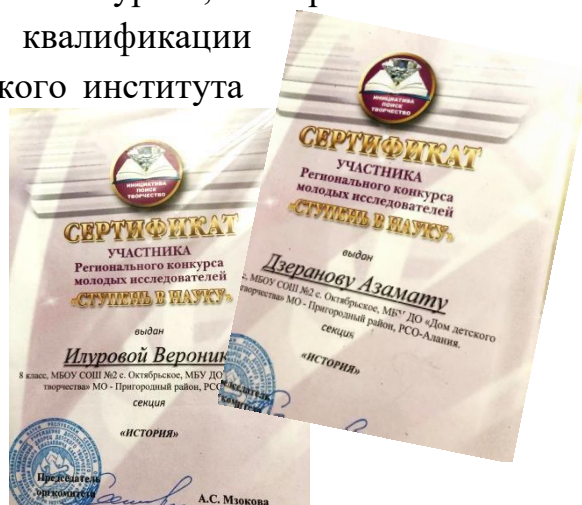 квалификации
кого института
ИНИЦИАТИВА
ПОИСК
ТВОРЧЕСТВО
СЕРТИФИКАТ
УЧАСТНИКА
Регионального конкурса
молодых исследователей
«СТУПЕНЬ В НАУКУ»
выдан
Илуровой Вероник
8 класс, МБОУ СОШ №2 с. Октябрьское, МБУ ДО
творчества» МО - Пригородный район, РСО
секция
«ИСТОРИЯ»
Председатель
оргкомитета
А.С. Мзокова
ИНИЦИАТИВА
ПОИСК
ТВОРЧЕСТВО
СЕРТИФИКАТ
УЧАСТНИКА
Регионального конкурса
молодых исследователей
«СТУПЕНЬ В НАУКУ»
выдан
Дзеранову Азамату
с, МБОУ СОШ №2 с. Октябрьское, МБУ ДО «Дом детского
творчества» МО - Пригородный район, РСО-Алания.
секция
«ИСТОРИЯ»